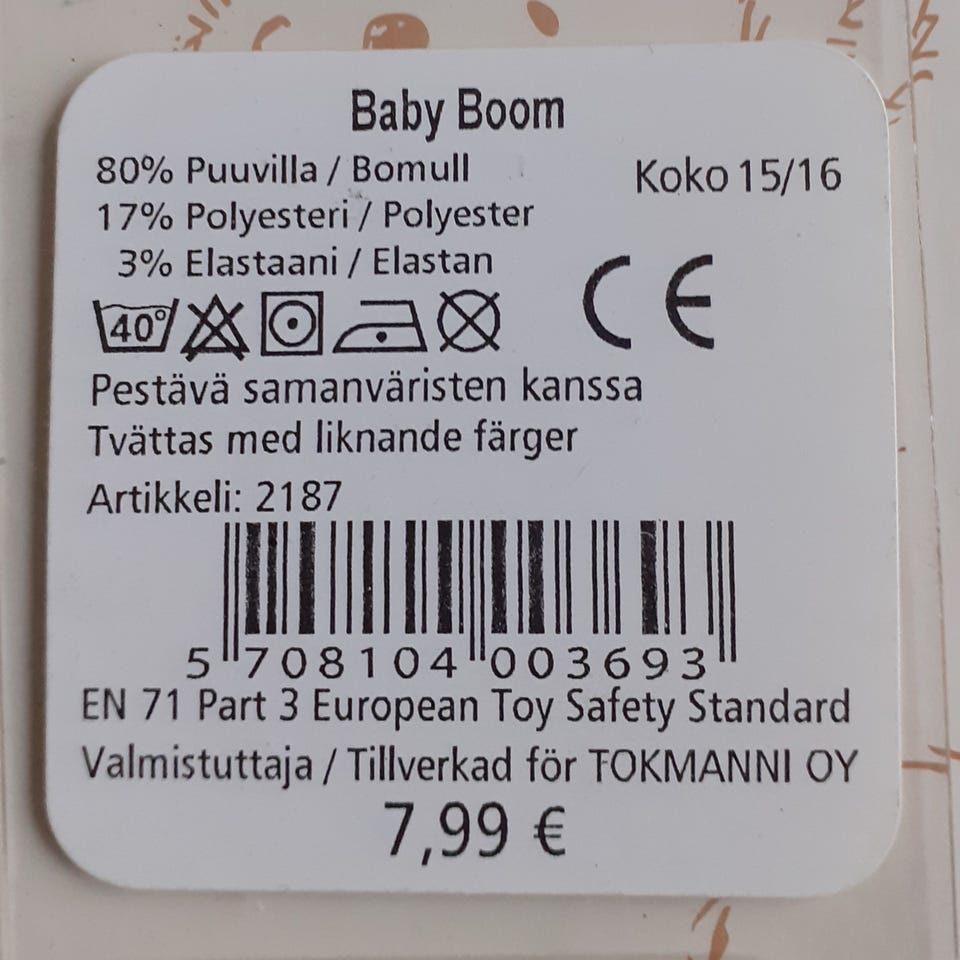 Baby Boom
80% Puuvilla / Bomull
Koko 15/16
17% Polyesteri / Polyester
3% Elastaani / Elastan
40°
CE
Pestävä samanväristen kanssa
Tvättas med liknande färger
Artikkeli: 2187
5 708104 003693
EN 71 Part 3 European Toy Safety Standard
Valmistuttaja / Tillverkad för TOKMANNI OY
7,99 €